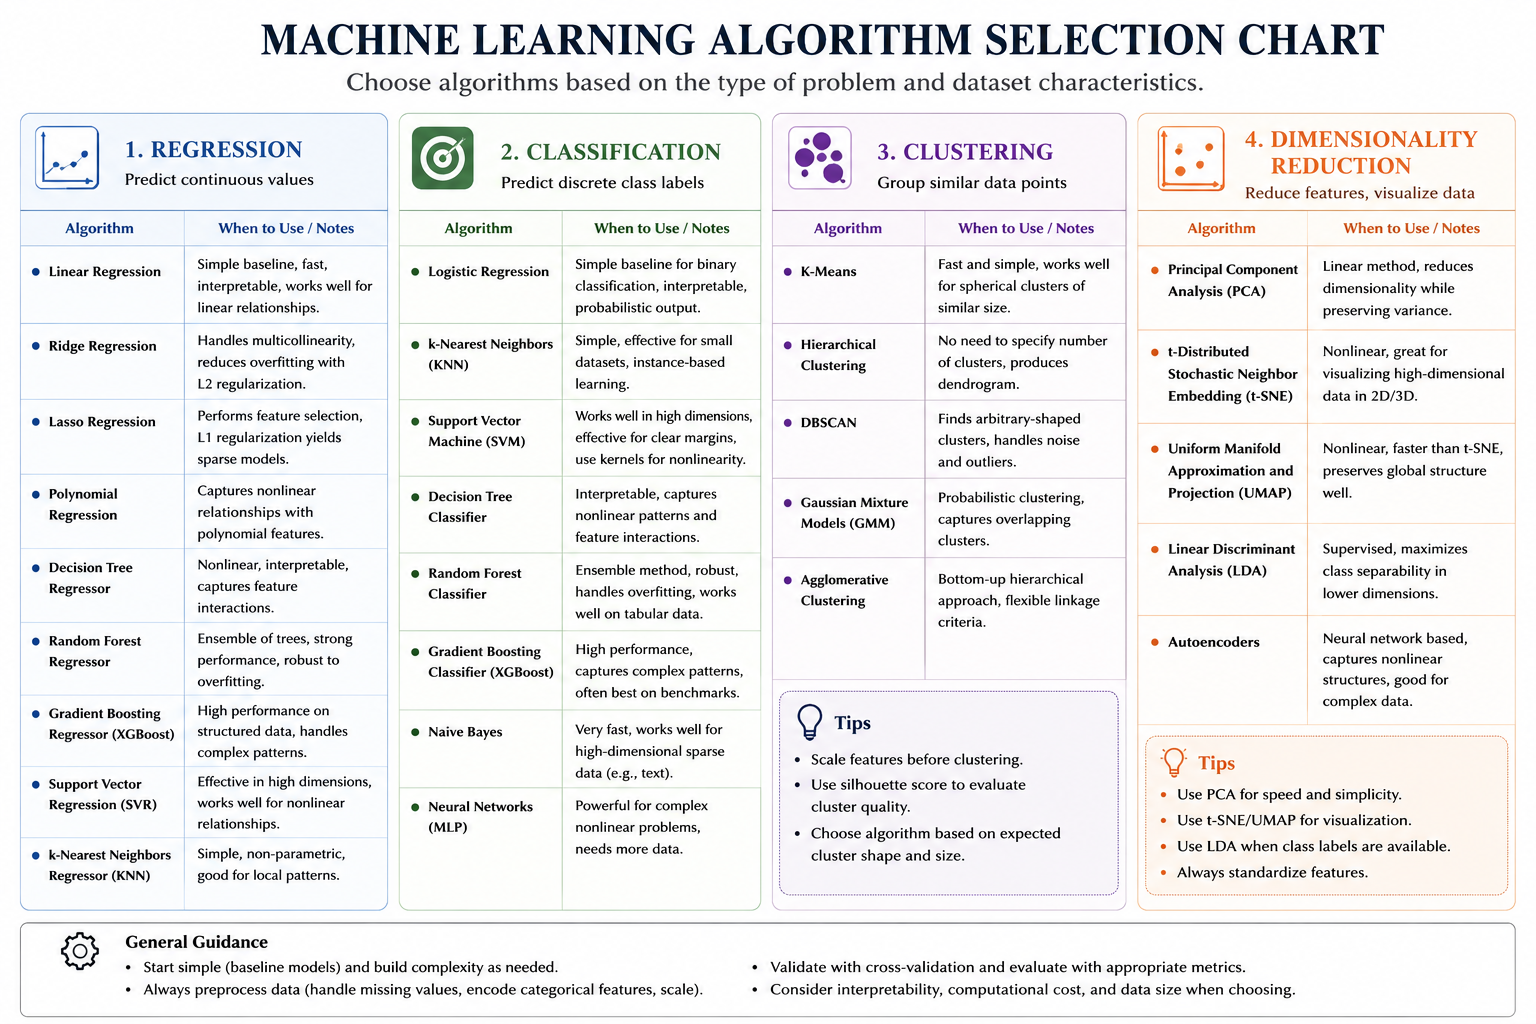 MACHINE LEARNING ALGORITHM SELECTION CHART
Choose algorithms based on the type of problem and dataset characteristics.
1. REGRESSION
Predict continuous values
Algorithm
When to Use / Notes
Linear Regression
Simple baseline, fast,
interpretable, works well for
linear relationships.
Ridge Regression
Handles multicollinearity,
reduces overfitting with
L2 regularization.
Lasso Regression
Performs feature selection,
L1 regularization yields
sparse models.
Polynomial
Regression
Captures nonlinear
relationships with
polynomial features.
Decision Tree
Regressor
Nonlinear, interpretable,
captures feature
interactions.
Random Forest
Regressor
Ensemble of trees, strong
performance, robust to
overfitting.
Gradient Boosting
Regressor (XGBoost)
High performance on
structured data, handles
complex patterns.
Support Vector
Regression (SVR)
Effective in high dimensions,
works well for nonlinear
relationships.
k-Nearest Neighbors
Regressor (KNN)
Simple, non-parametric,
good for local patterns.
2. CLASSIFICATION
Predict discrete class labels
Algorithm
When to Use / Notes
Logistic Regression
Simple baseline for binary
classification, interpretable,
probabilistic output.
k-Nearest Neighbors
(KNN)
Simple, effective for small
datasets, instance-based
learning.
Support Vector
Machine (SVM)
Works well in high dimensions,
effective for clear margins,
use kernels for nonlinearity.
Decision Tree
Classifier
Interpretable, captures
nonlinear patterns and
feature interactions.
Random Forest
Classifier
Ensemble method, robust,
handles overfitting, works
well on tabular data.
Gradient Boosting
Classifier (XGBoost)
High performance,
captures complex patterns,
often best on benchmarks.
Naive Bayes
Very fast, works well for
high-dimensional sparse
data (e.g., text).
Neural Networks
(MLP)
Powerful for complex
nonlinear problems,
needs more data.
3. CLUSTERING
Group similar data points
Algorithm
When to Use / Notes
K-Means
Fast and simple, works well
for spherical clusters of
similar size.
Hierarchical
Clustering
No need to specify number
of clusters, produces
dendrogram.
DBSCAN
Finds arbitrary-shaped
clusters, handles noise
and outliers.
Gaussian Mixture
Models (GMM)
Probabilistic clustering,
captures overlapping
clusters.
Agglomerative
Clustering
Bottom-up hierarchical
approach, flexible linkage
criteria.
Tips
• Scale features before clustering.
• Use silhouette score to evaluate
cluster quality.
• Choose algorithm based on expected
cluster shape and size.
4. DIMENSIONALITY
REDUCTION
Reduce features, visualize data
Algorithm
When to Use / Notes
Principal Component
Analysis (PCA)
Linear method, reduces
dimensionality while
preserving variance.
t-Distributed
Stochastic Neighbor
Embedding (t-SNE)
Nonlinear, great for
visualizing high-dimensional
data in 2D/3D.
Uniform Manifold
Approximation and
Projection (UMAP)
Nonlinear, faster than t-SNE,
preserves global structure
well.
Linear Discriminant
Analysis (LDA)
Supervised, maximizes
class separability in
lower dimensions.
Autoencoders
Neural network based,
captures nonlinear
structures, good for
complex data.
Tips
• Use PCA for speed and simplicity.
• Use t-SNE/UMAP for visualization.
• Use LDA when class labels are available.
• Always standardize features.
General Guidance
• Start simple (baseline models) and build complexity as needed.
• Always preprocess data (handle missing values, encode categorical features, scale).
• Validate with cross-validation and evaluate with appropriate metrics.
• Consider interpretability, computational cost, and data size when choosing.